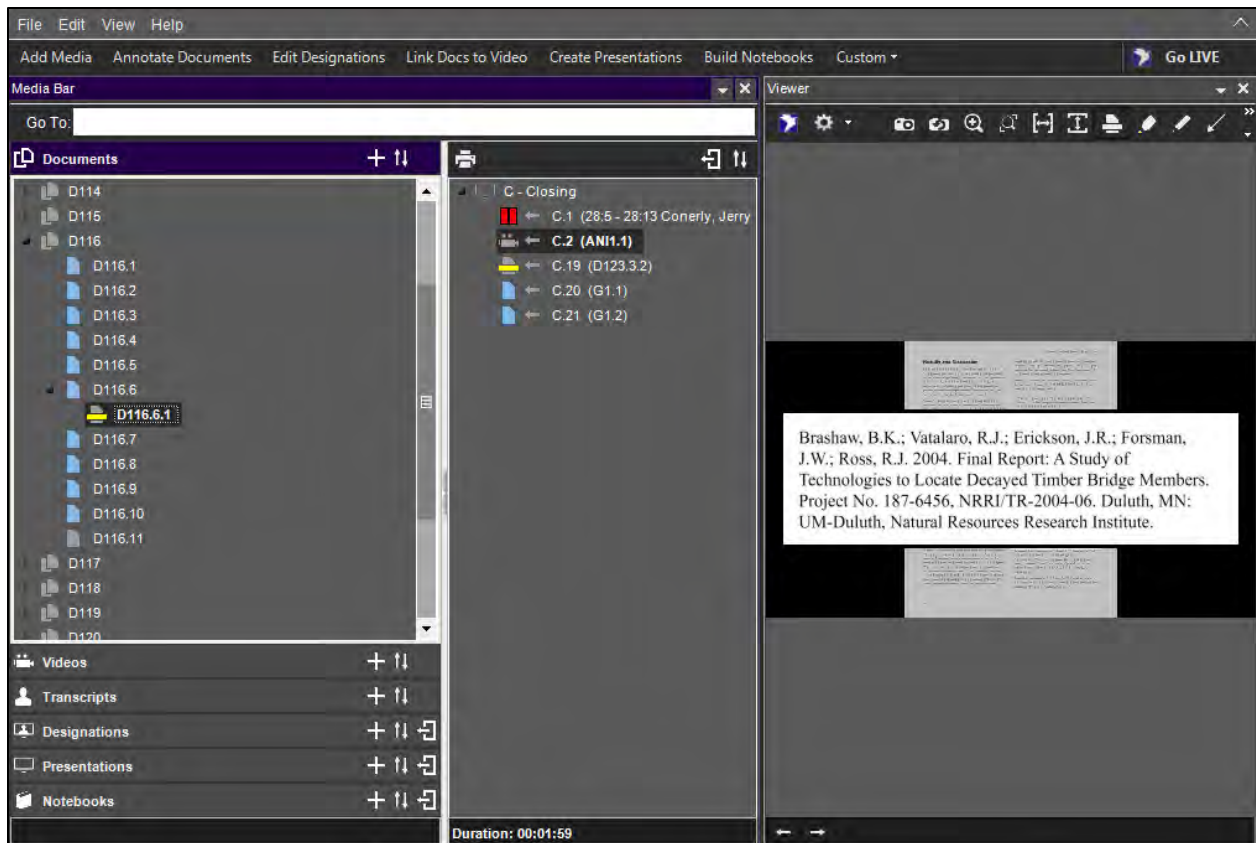 File Edit View Help
Add Media Annotate Documents Edit Designations Link Docs to Video Create Presentations Build Notebooks Custom Go LIVE
Media Bar
Go To:
Documents
D114
D115
D116
D116.1
D116.2
D116.3
D116.4
D116.5
D116.6
D116.6.1
D116.7
D116.8
D116.9
D116.10
D116.11
D117
D118
D119
D120
Videos
Transcripts
Designations
Presentations
Notebooks
C - Closing
C.1 (28:5 - 28:13 Conerly, Jerry
C.2 (ANI1.1)
C.19 (D123.3.2)
C.20 (G1.1)
C.21 (G1.2)
Duration: 00:01:59
Viewer
Brashaw, B.K.; Vatalaro, R.J.; Erickson, J.R.; Forsman,
J.W.; Ross, R.J. 2004. Final Report: A Study of
Technologies to Locate Decayed Timber Bridge Members.
Project No. 187-6456, NRRI/TR-2004-06. Duluth, MN:
UM-Duluth, Natural Resources Research Institute.